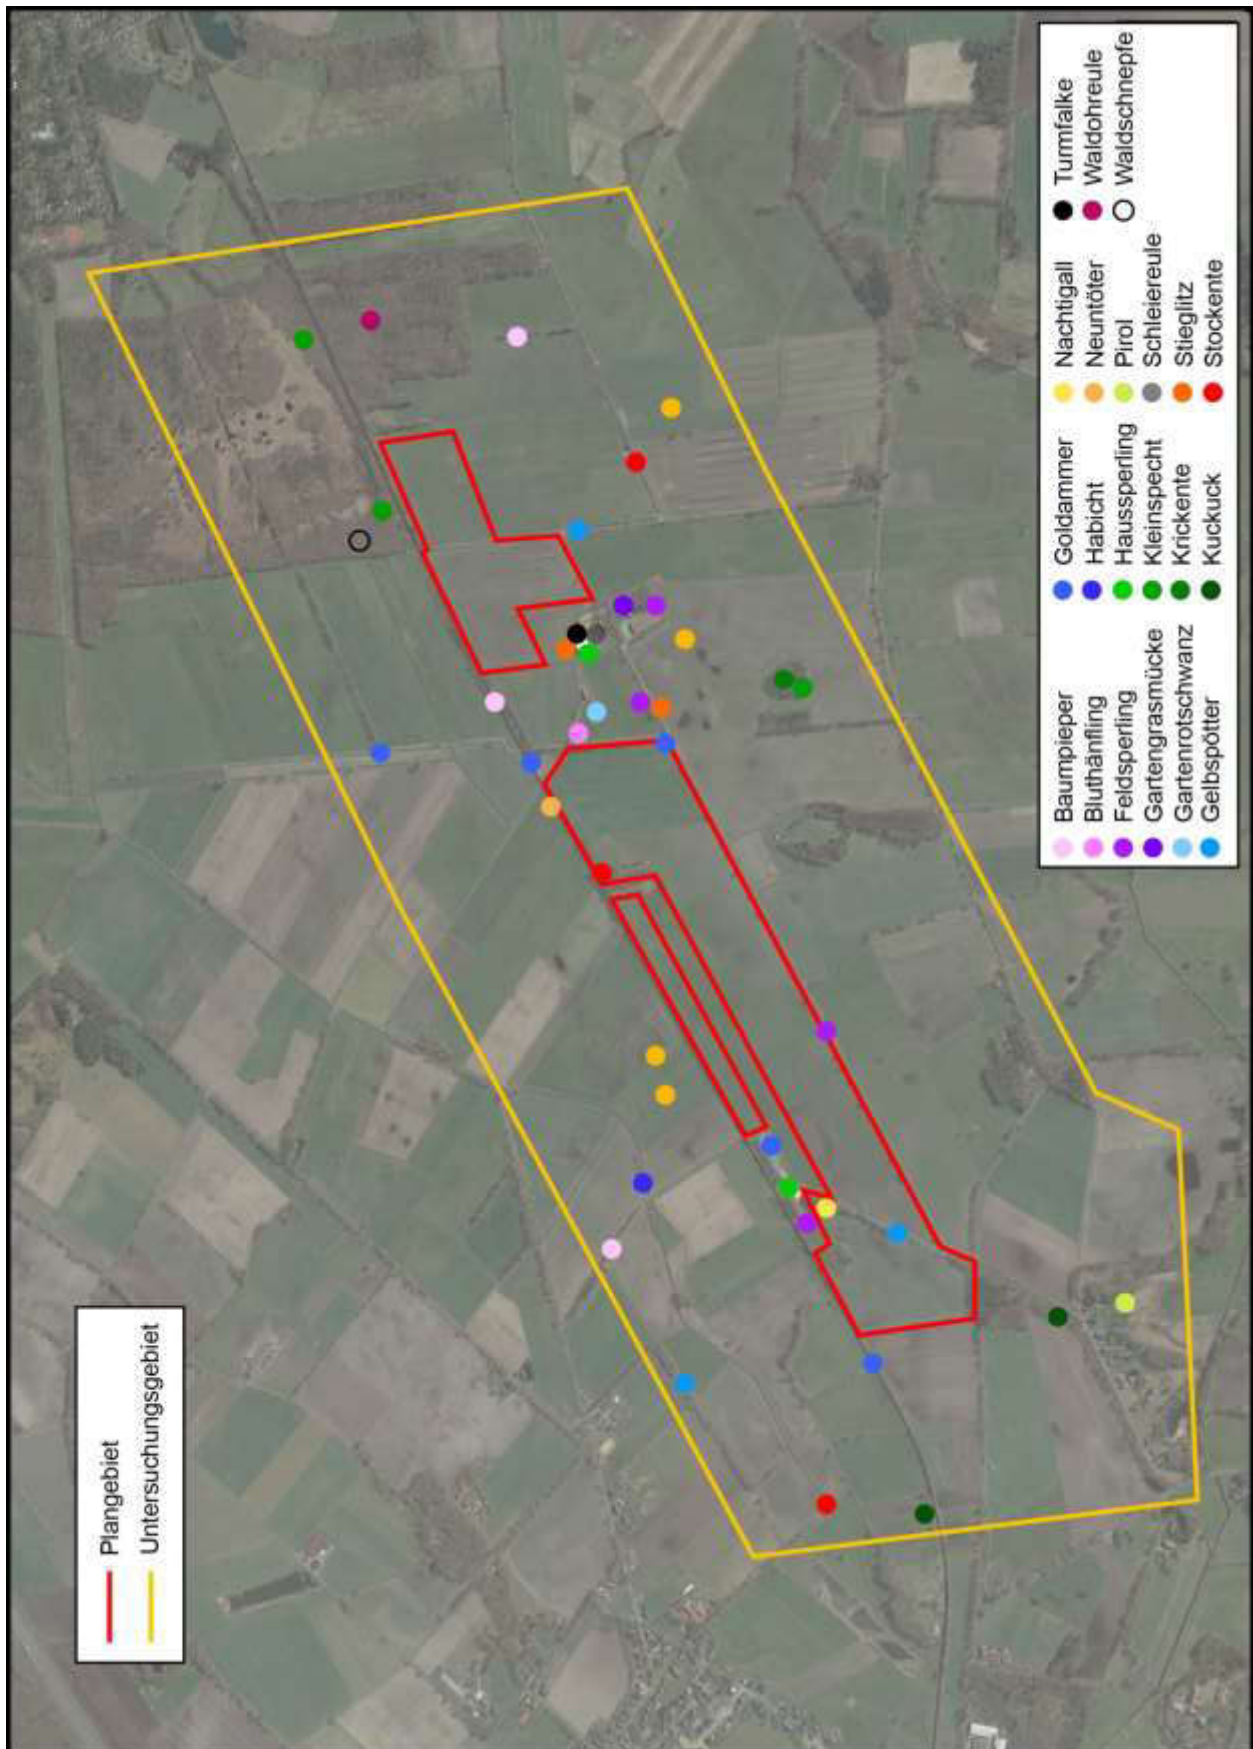 Plangebiet
Untersuchungsgebiet
Baumpieper
Bluthänfling
Feldsperling
Gartengrasmücke
Gartenrotschwanz
Gelbspötter
Goldammer
Habicht
Haussperling
Kleinspecht
Krickente
Kuckuck
Nachtigall
Neuntöter
Pirol
Schleiereule
Stieglitz
Stockente
Turmfalke
Waldohreule
Waldschnepfe